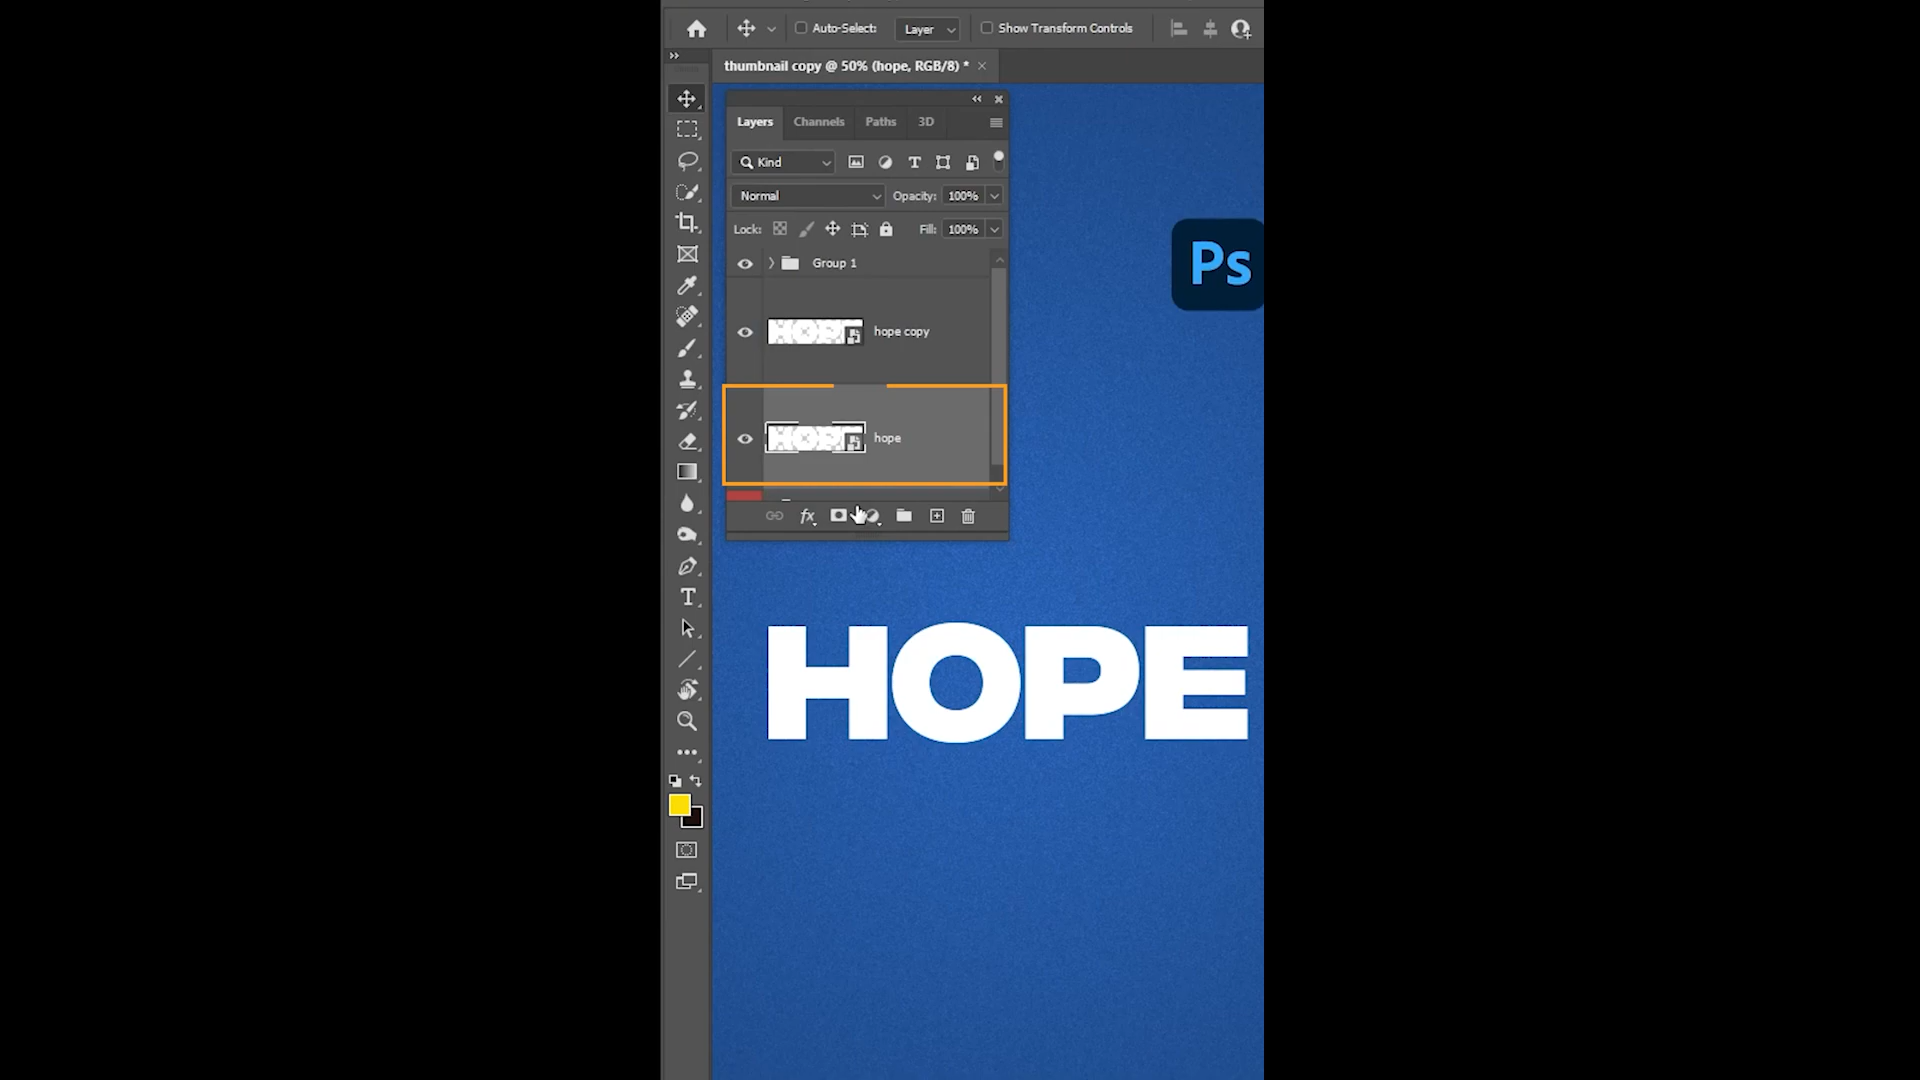 Auto-Select: Layer Show Transform Controls
thumbnail copy @ 50% (hope, RGB/8) *
Layers Channels Paths 3D
Kind
Normal Opacity: 100%
Lock: Fill: 100%
Group 1
hope copy
hope
fx
Ps
HOPE